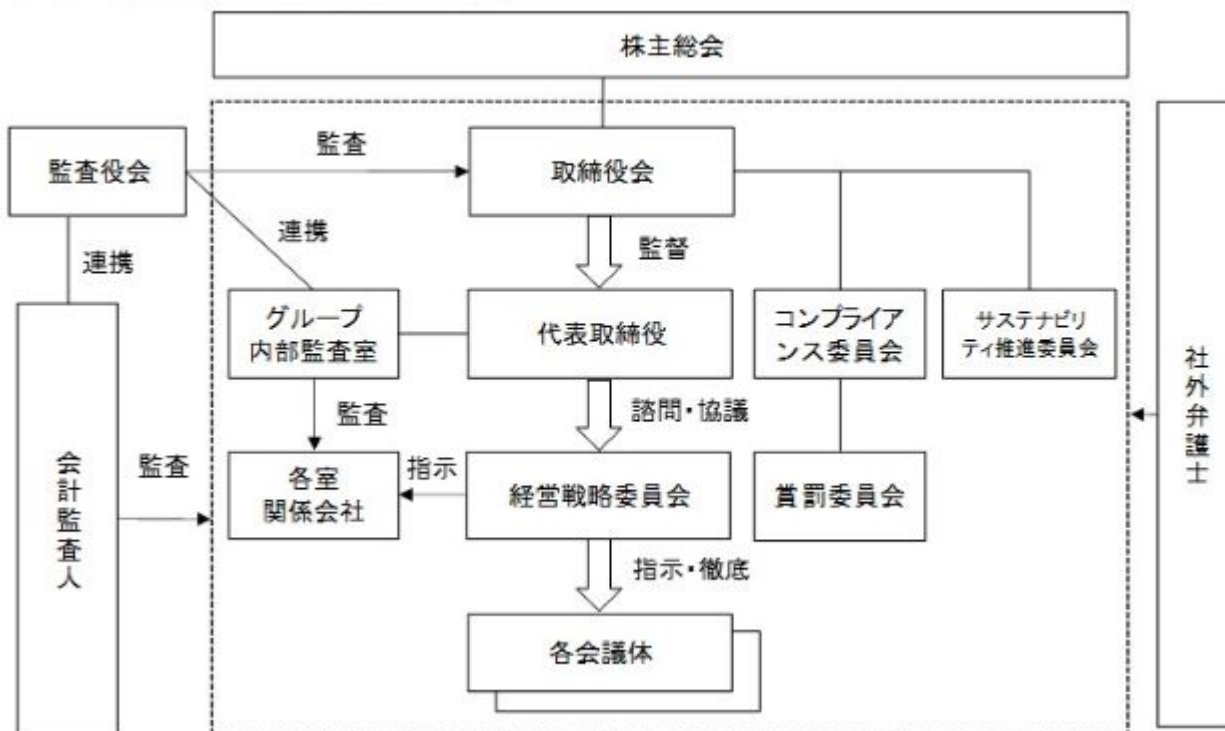 株主総会
監査役会
監査
取締役会
連携
連携
監督
グループ
内部監査室
代表取締役
コンプライア
ンス委員会
サステナビリ
ティ推進委員会
社外弁護士
会計監査人
監査
監査
諮問・協議
各室
関係会社
指示
経営戦略委員会
賞罰委員会
指示・徹底
各会議体